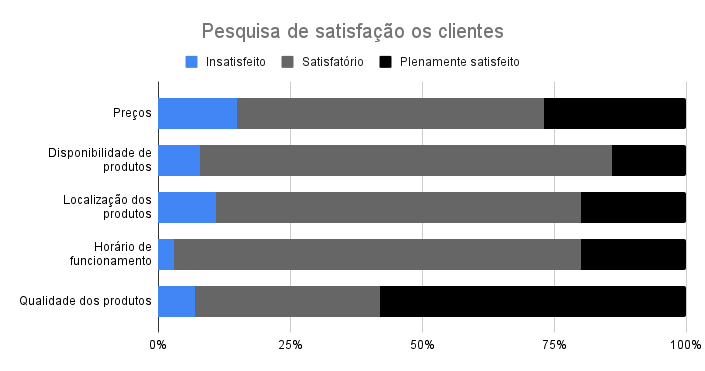 Pesquisa de satisfação os clientes
Insatisfeito
Satisfatório
Plenamente satisfeito
Preços
Disponibilidade de
produtos
Localização dos
produtos
Horário de
funcionamento
Qualidade dos produtos
0%
25%
50%
75%
100%